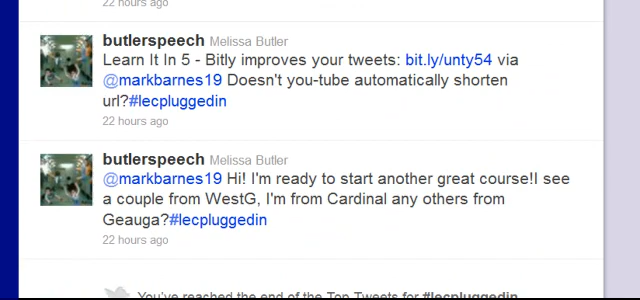 22 hours ago
butlerspeech Melissa Butler
Learn It In 5 - Bitly improves your tweets: bit.ly/unty54 via
@markbarnes19 Doesn't you-tube automatically shorten
url?#lecpluggedin
22 hours ago
butlerspeech Melissa Butler
@markbarnes19 Hi! I'm ready to start another great course!I see
a couple from WestG, I'm from Cardinal any others from
Geauga?#lecpluggedin
22 hours ago
You've reached the end of the Top Tweets for #lecpluggedin